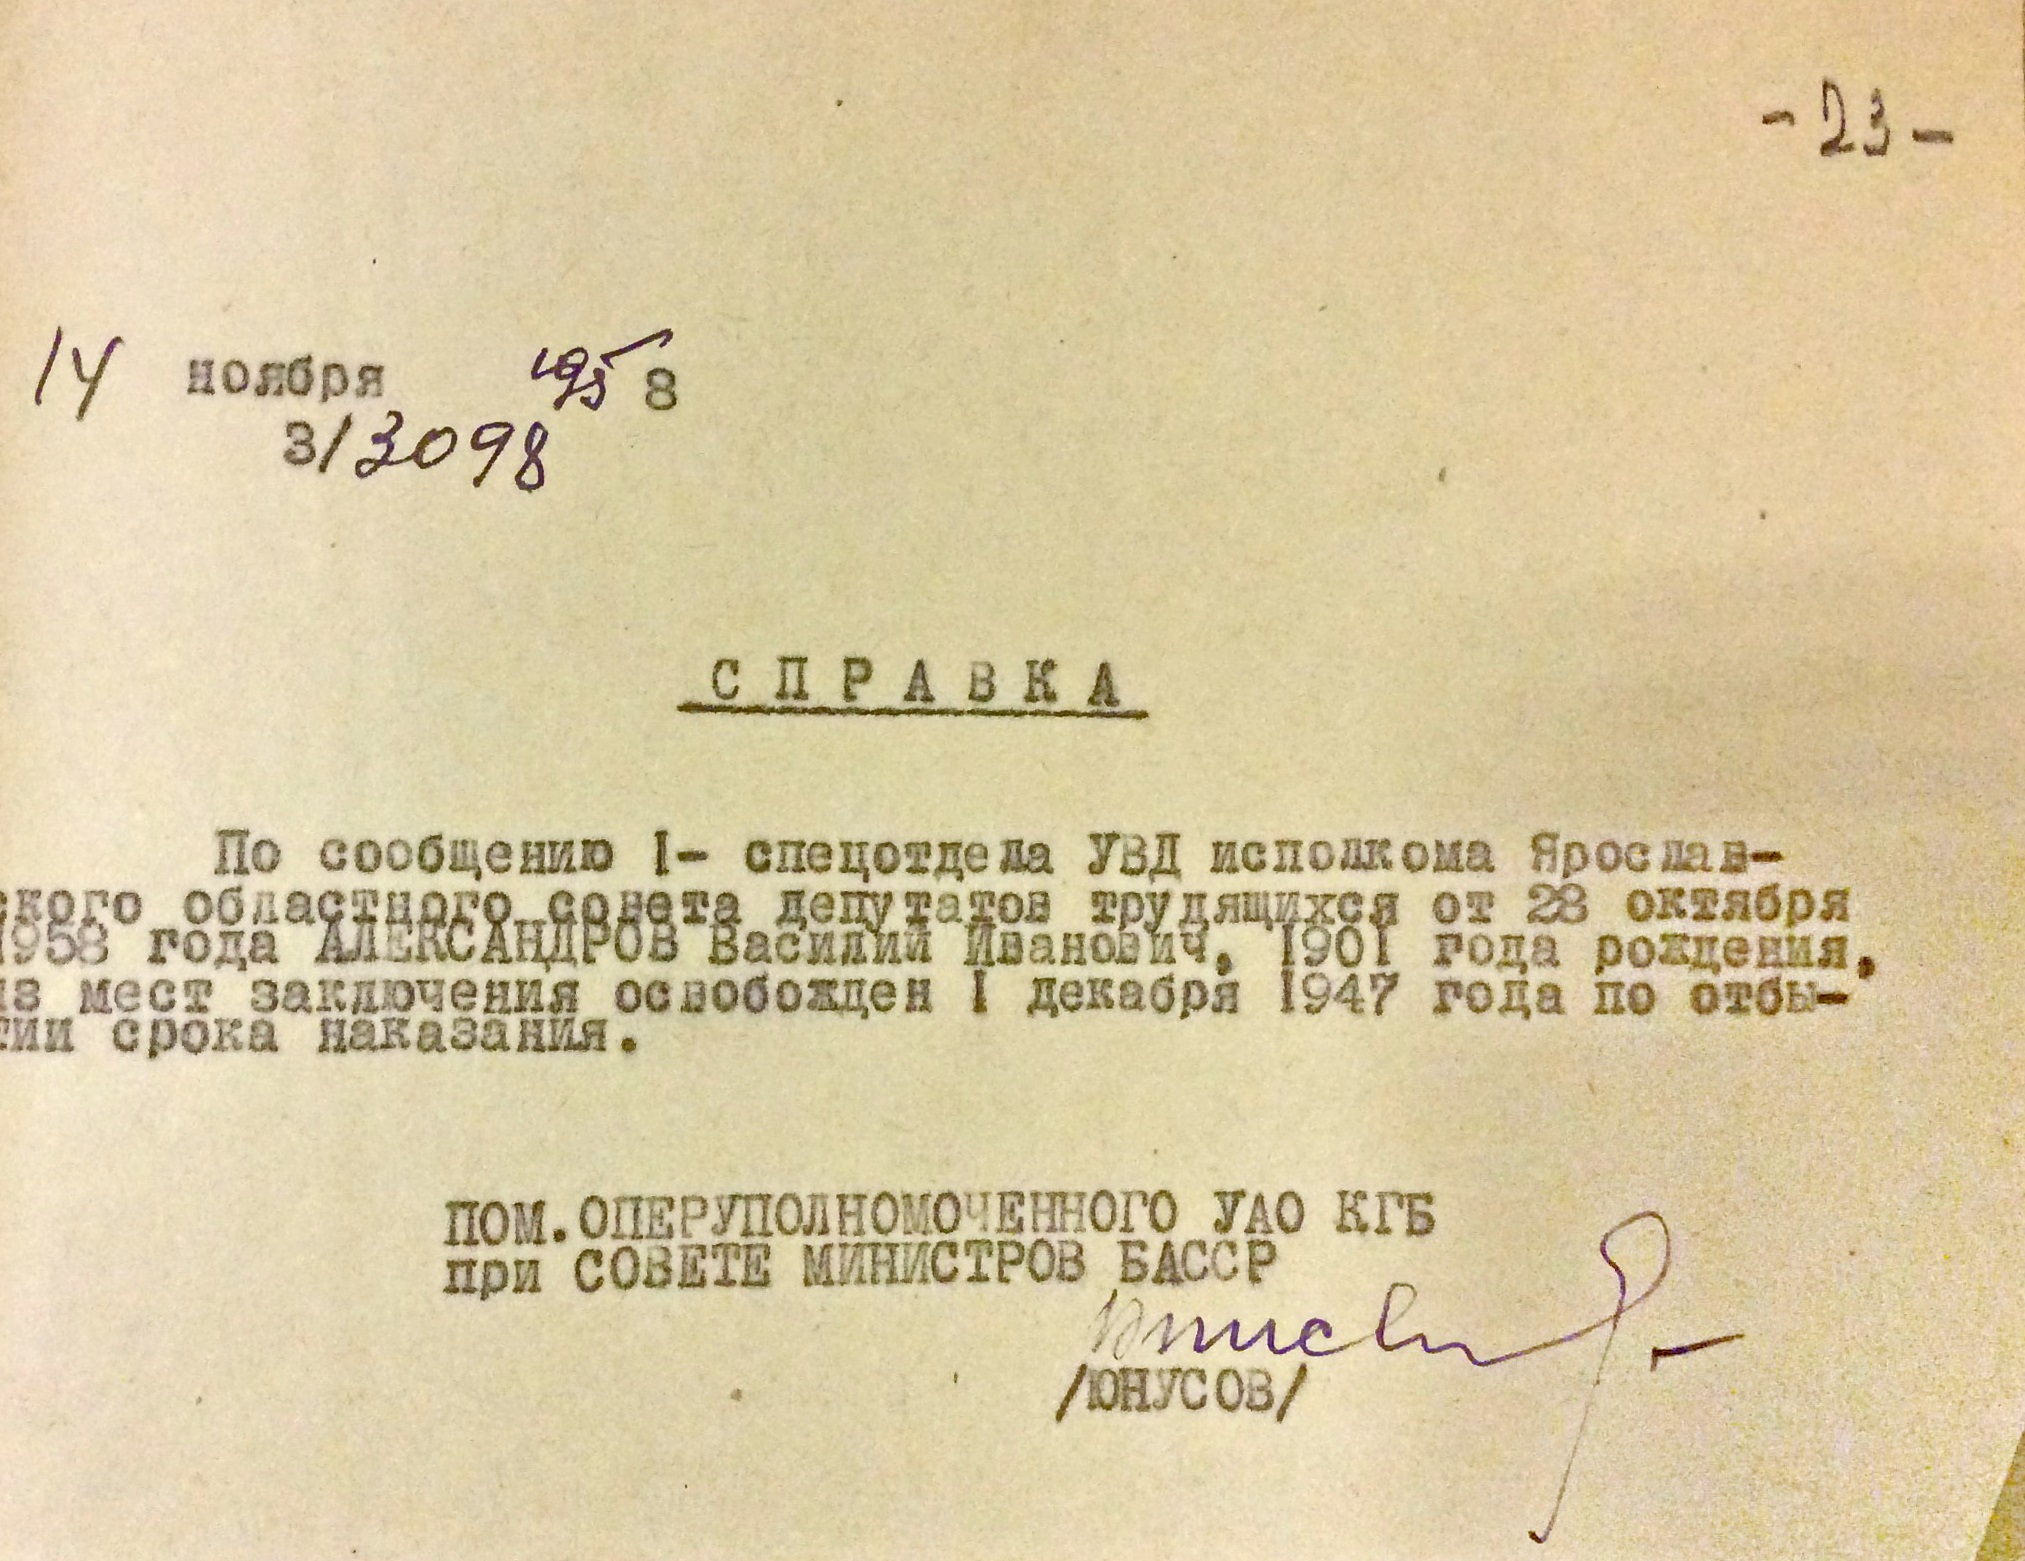 -23-
14 ноября 1958
3/3098
СПРАВКА
По сообщению I- спецотдела УВД исполкома Ярослав-
ского областного совета депутатов трудящихся от 28 октября
1958 года АЛЕКСАНДРОВ Василий Иванович, 1901 года рождения,
из мест заключения освобожден I декабря 1947 года по отбы-
тии срока наказания.
ПОМ.ОПЕРУПОЛНОМОЧЕННОГО УАО КГБ
при СОВЕТЕ МИНИСТРОВ БАССР
/ЮНУСОВ/